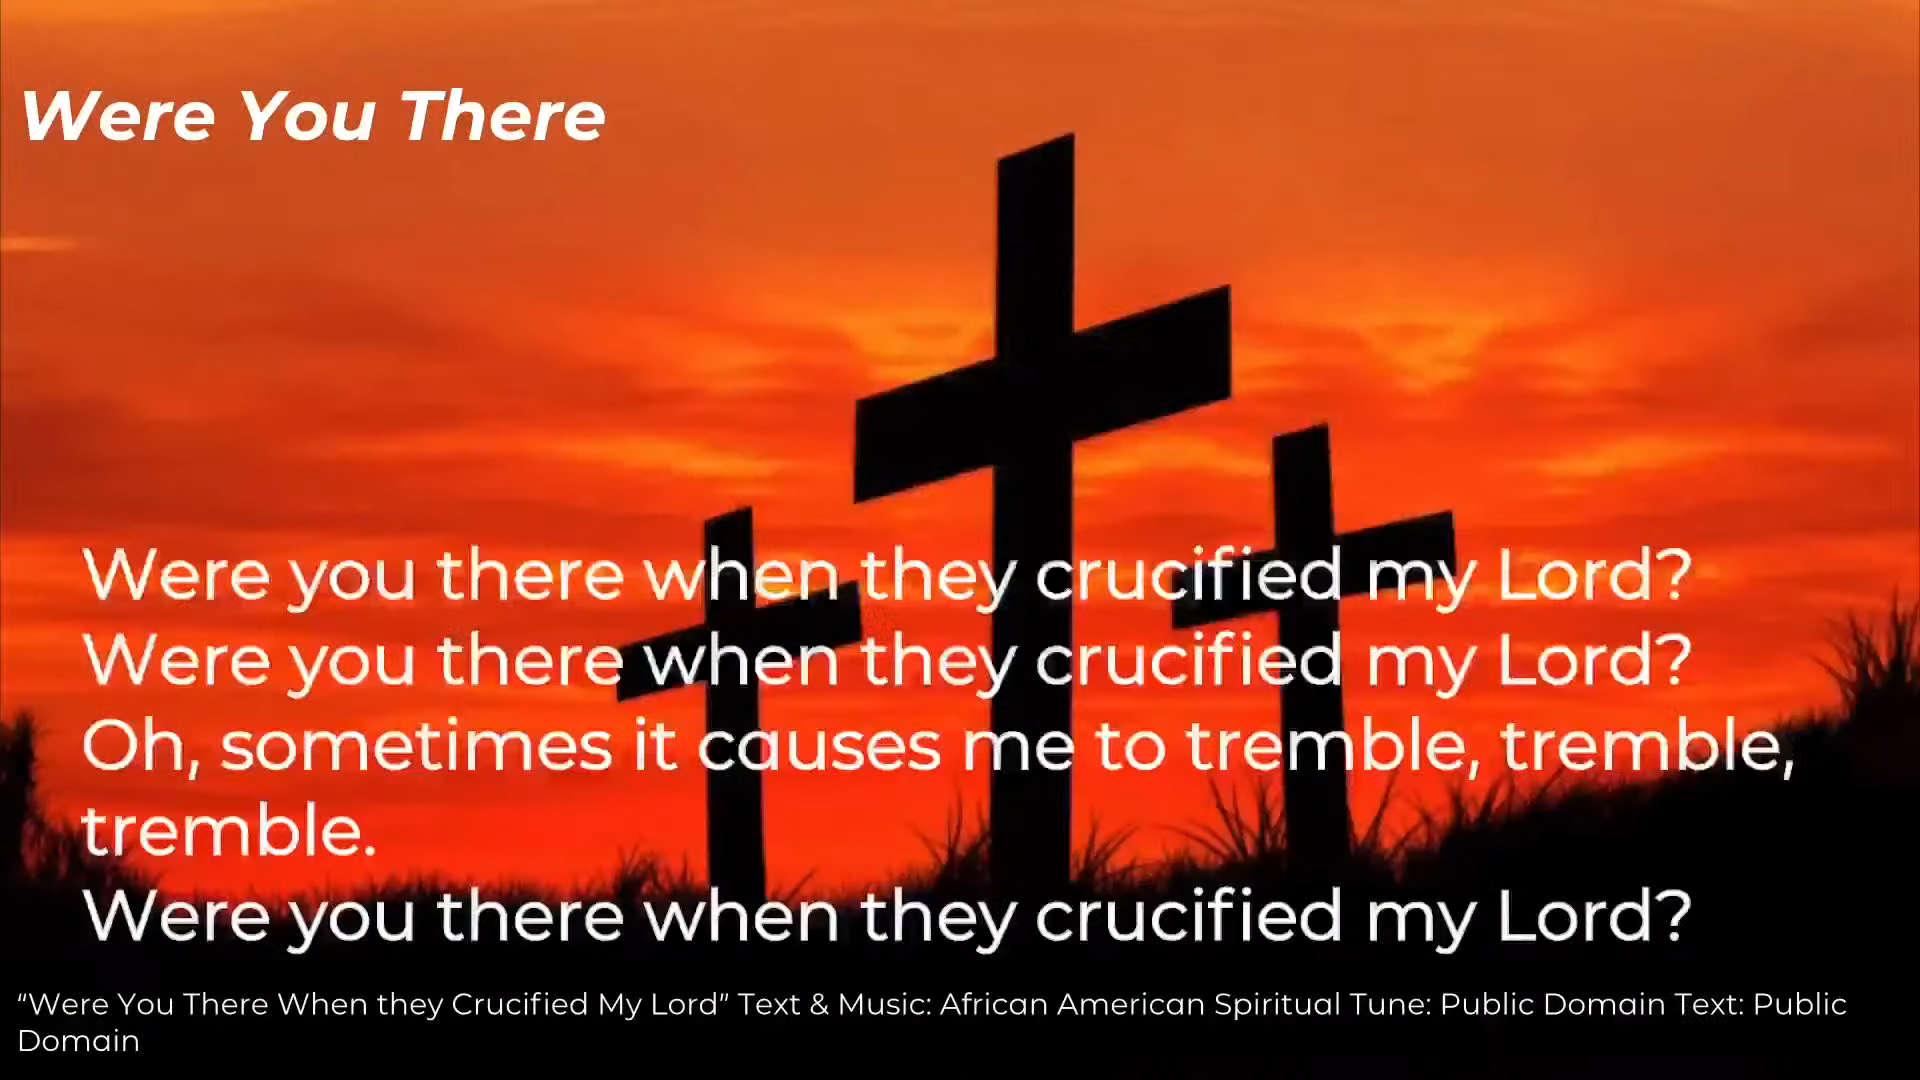 Were You There
Were you there when they crucified my Lord?
Were you there when they crucified my Lord?
Oh, sometimes it causes me to tremble, tremble,
tremble.
Were you there when they crucified my Lord?
“Were You There When they Crucified My Lord” Text & Music: African American Spiritual Tune: Public Domain Text: Public
Domain